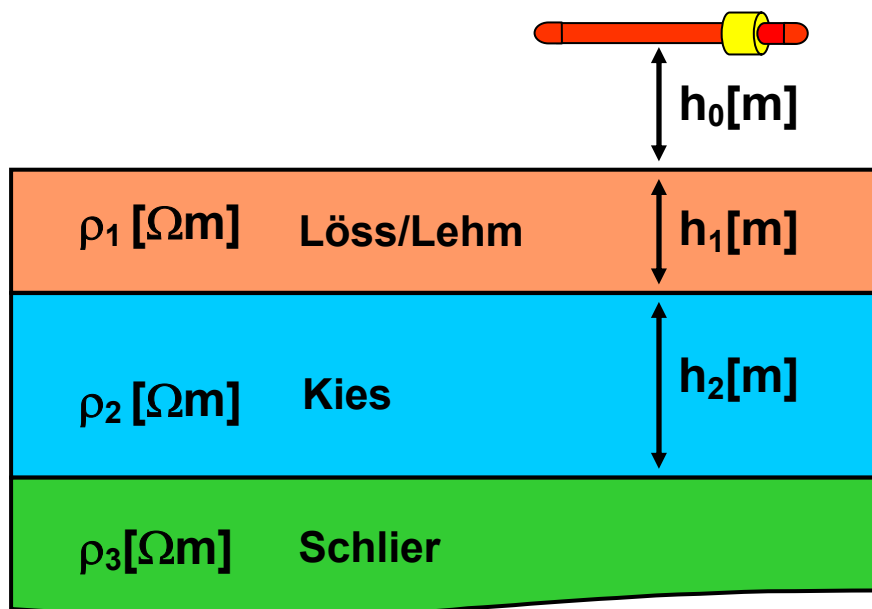 h₀[m]
ρ₁ [Ωm] Löss/Lehm h₁[m]
ρ₂ [Ωm] Kies h₂[m]
ρ₃[Ωm] Schlier